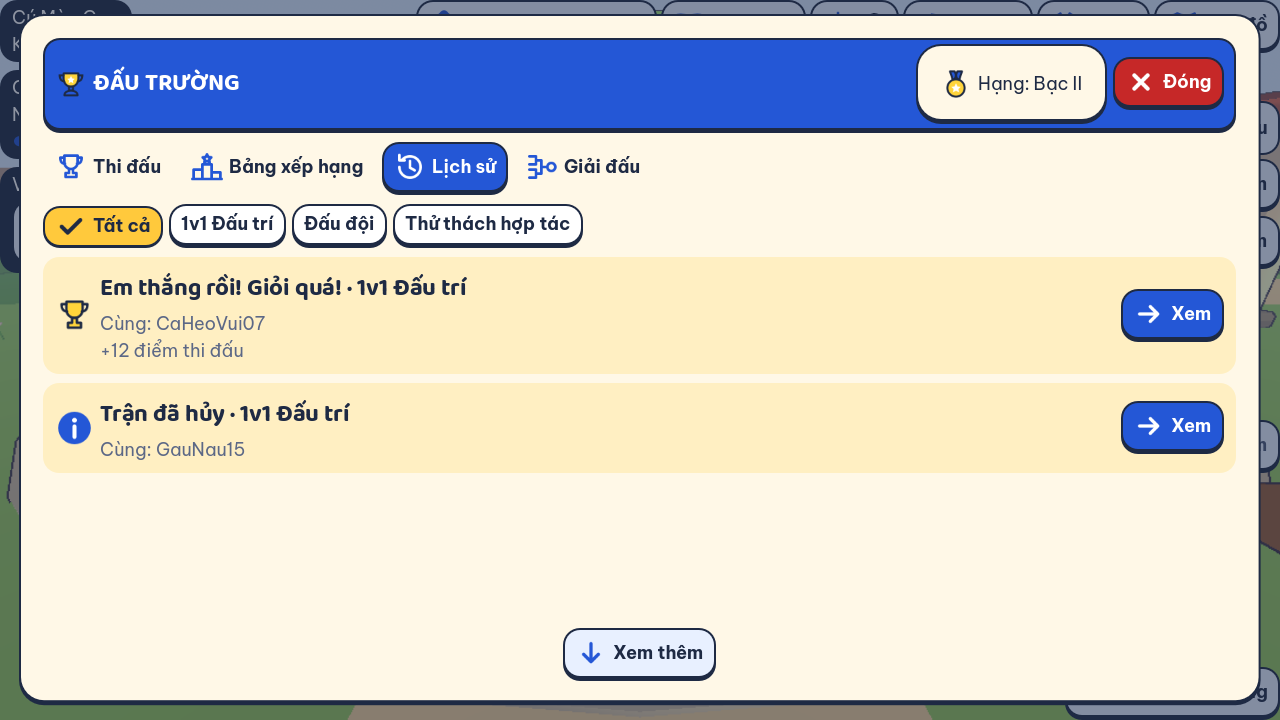 ĐẤU TRƯỜNG
Hạng: Bạc II
Đóng
Thi đấu
Bảng xếp hạng
Lịch sử
Giải đấu
Tất cả
1v1 Đấu trí
Đấu đội
Thử thách hợp tác
Em thắng rồi! Giỏi quá! · 1v1 Đấu trí
Cùng: CaHeoVui07
+12 điểm thi đấu
Xem
Trận đã hủy · 1v1 Đấu trí
Cùng: GauNau15
Xem
Xem thêm